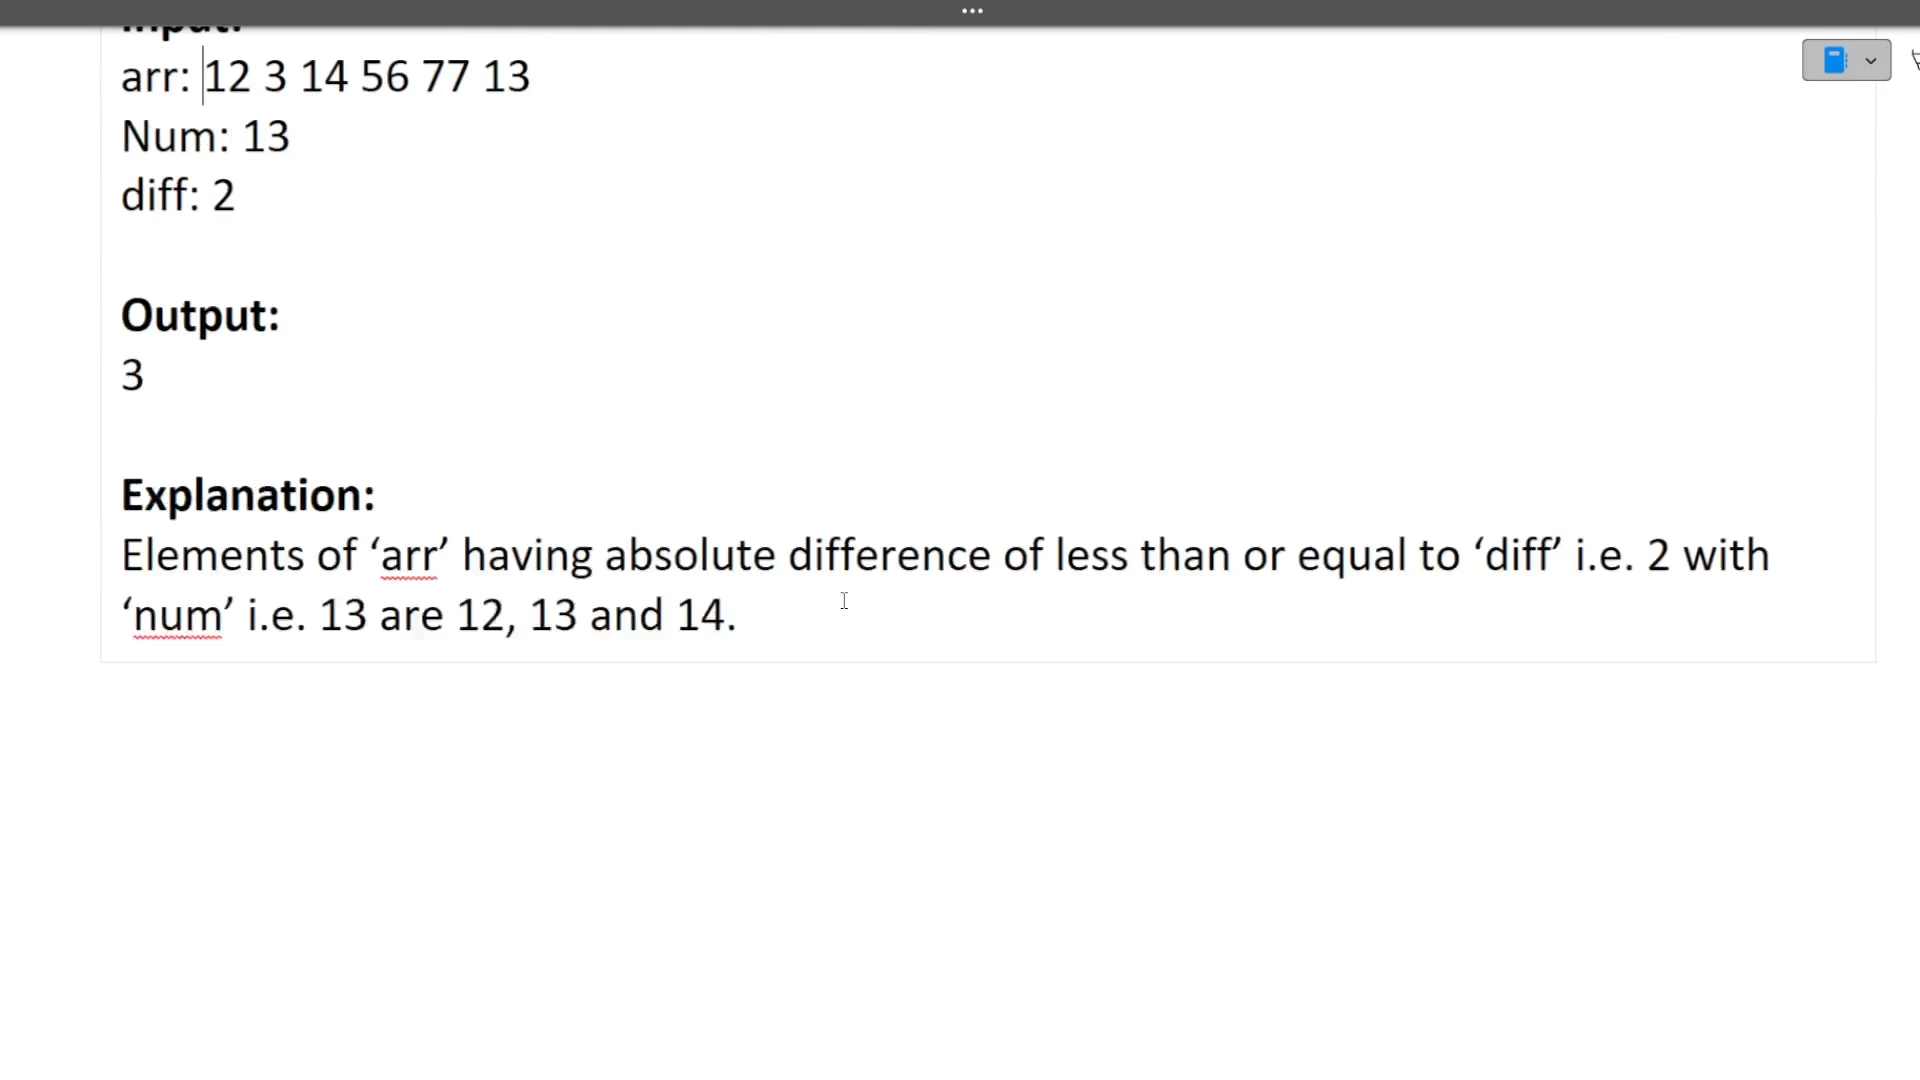 Input:
arr: 12 3 14 56 77 13
Num: 13
diff: 2
Output:
3
Explanation:
Elements of ‘arr’ having absolute difference of less than or equal to ‘diff’ i.e. 2 with
‘num’ i.e. 13 are 12, 13 and 14.